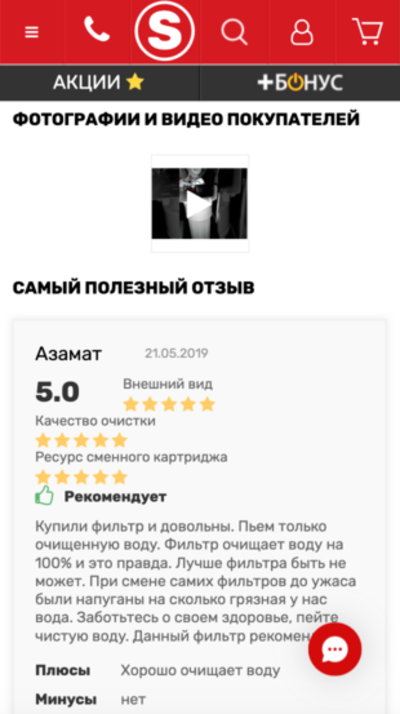 S
АКЦИИ
+БОНУС
ФОТОГРАФИИ И ВИДЕО ПОКУПАТЕЛЕЙ
САМЫЙ ПОЛЕЗНЫЙ ОТЗЫВ
Азамат 21.05.2019
5.0 Внешний вид
Качество очистки
Ресурс сменного картриджа
Рекомендует
Купили фильтр и довольны. Пьем только
очищенную воду. Фильтр очищает воду на
100% и это правда. Лучше фильтра быть не
может. При смене самих фильтров до ужаса
были напуганы на сколько грязная у нас
вода. Заботьтесь о своем здоровье, пейте
чистую воду. Данный фильтр
Плюсы Хорошо очищает воду
Минусы нет